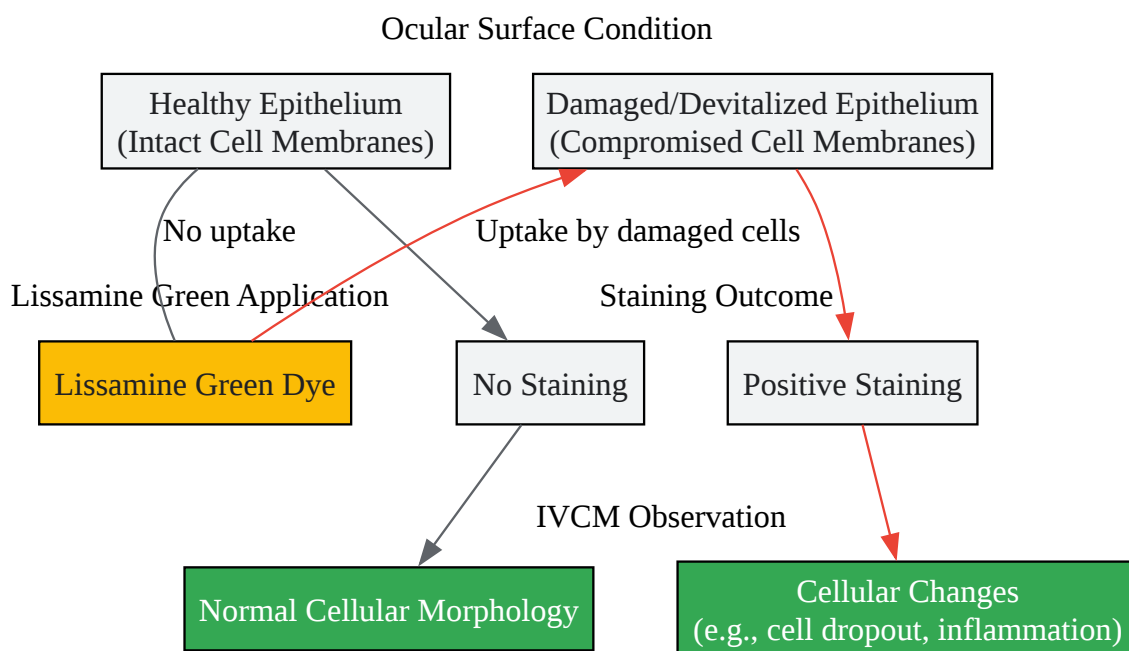 Ocular Surface Condition
Healthy Epithelium
(Intact Cell Membranes)
Damaged/Devitalized Epithelium
(Compromised Cell Membranes)
No uptake
Uptake by damaged cells
Lissamine Green Application
Staining Outcome
Lissamine Green Dye
No Staining
Positive Staining
IVCM Observation
Normal Cellular Morphology
Cellular Changes
(e.g., cell dropout, inflammation)